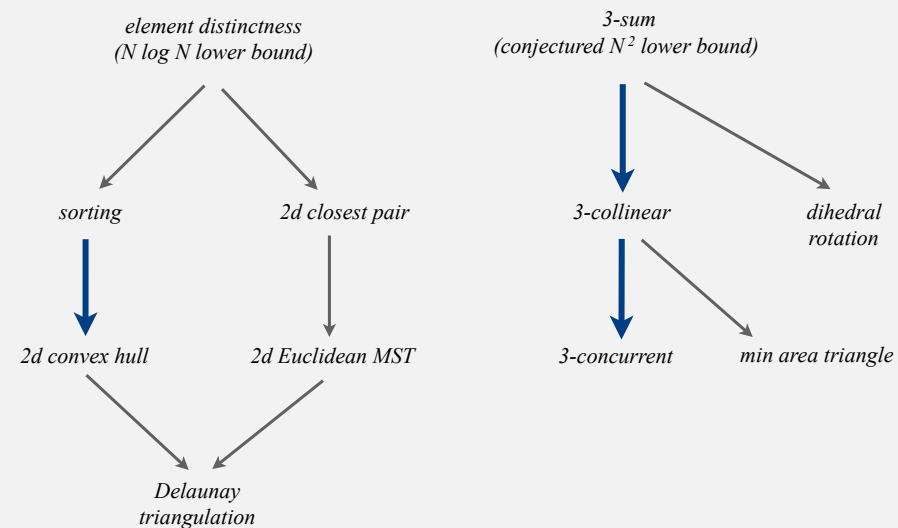 element distinctness
(N log N lower bound)
3-sum
(conjectured N² lower bound)
sorting
2d closest pair
3-collinear
dihedral
rotation
2d convex hull
2d Euclidean MST
3-concurrent
min area triangle
Delaunay
triangulation